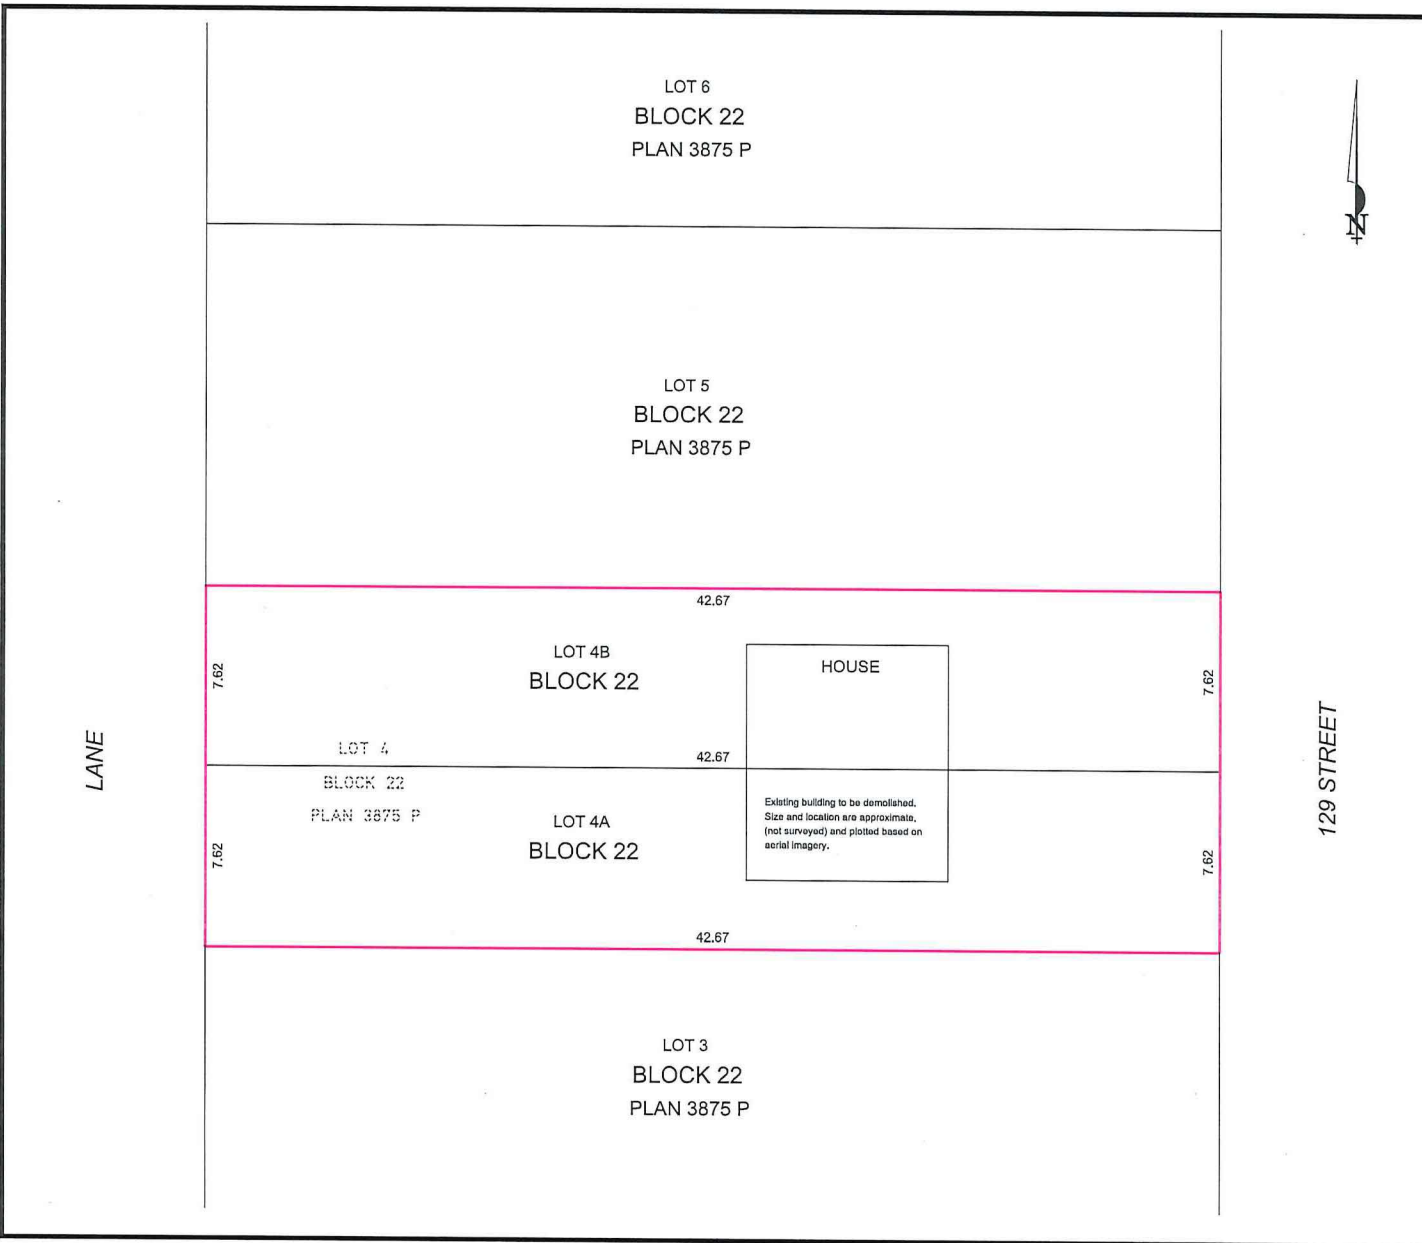 LOT 6
BLOCK 22
PLAN 3875 P
N
LOT 5
BLOCK 22
PLAN 3875 P
42.67
LOT 4B
BLOCK 22
HOUSE
7.62
7.62
LANE
129 STREET
LOT 4
BLOCK 22
PLAN 3875 P
42.67
LOT 4A
BLOCK 22
Existing building to be demolished.
Size and location are approximate,
(not surveyed) and plotted based on
aerial imagery.
7.62
7.62
42.67
LOT 3
BLOCK 22
PLAN 3875 P